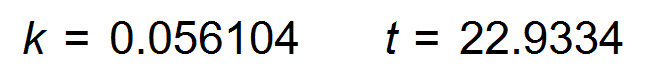 k = 0.056104 t = 22.9334